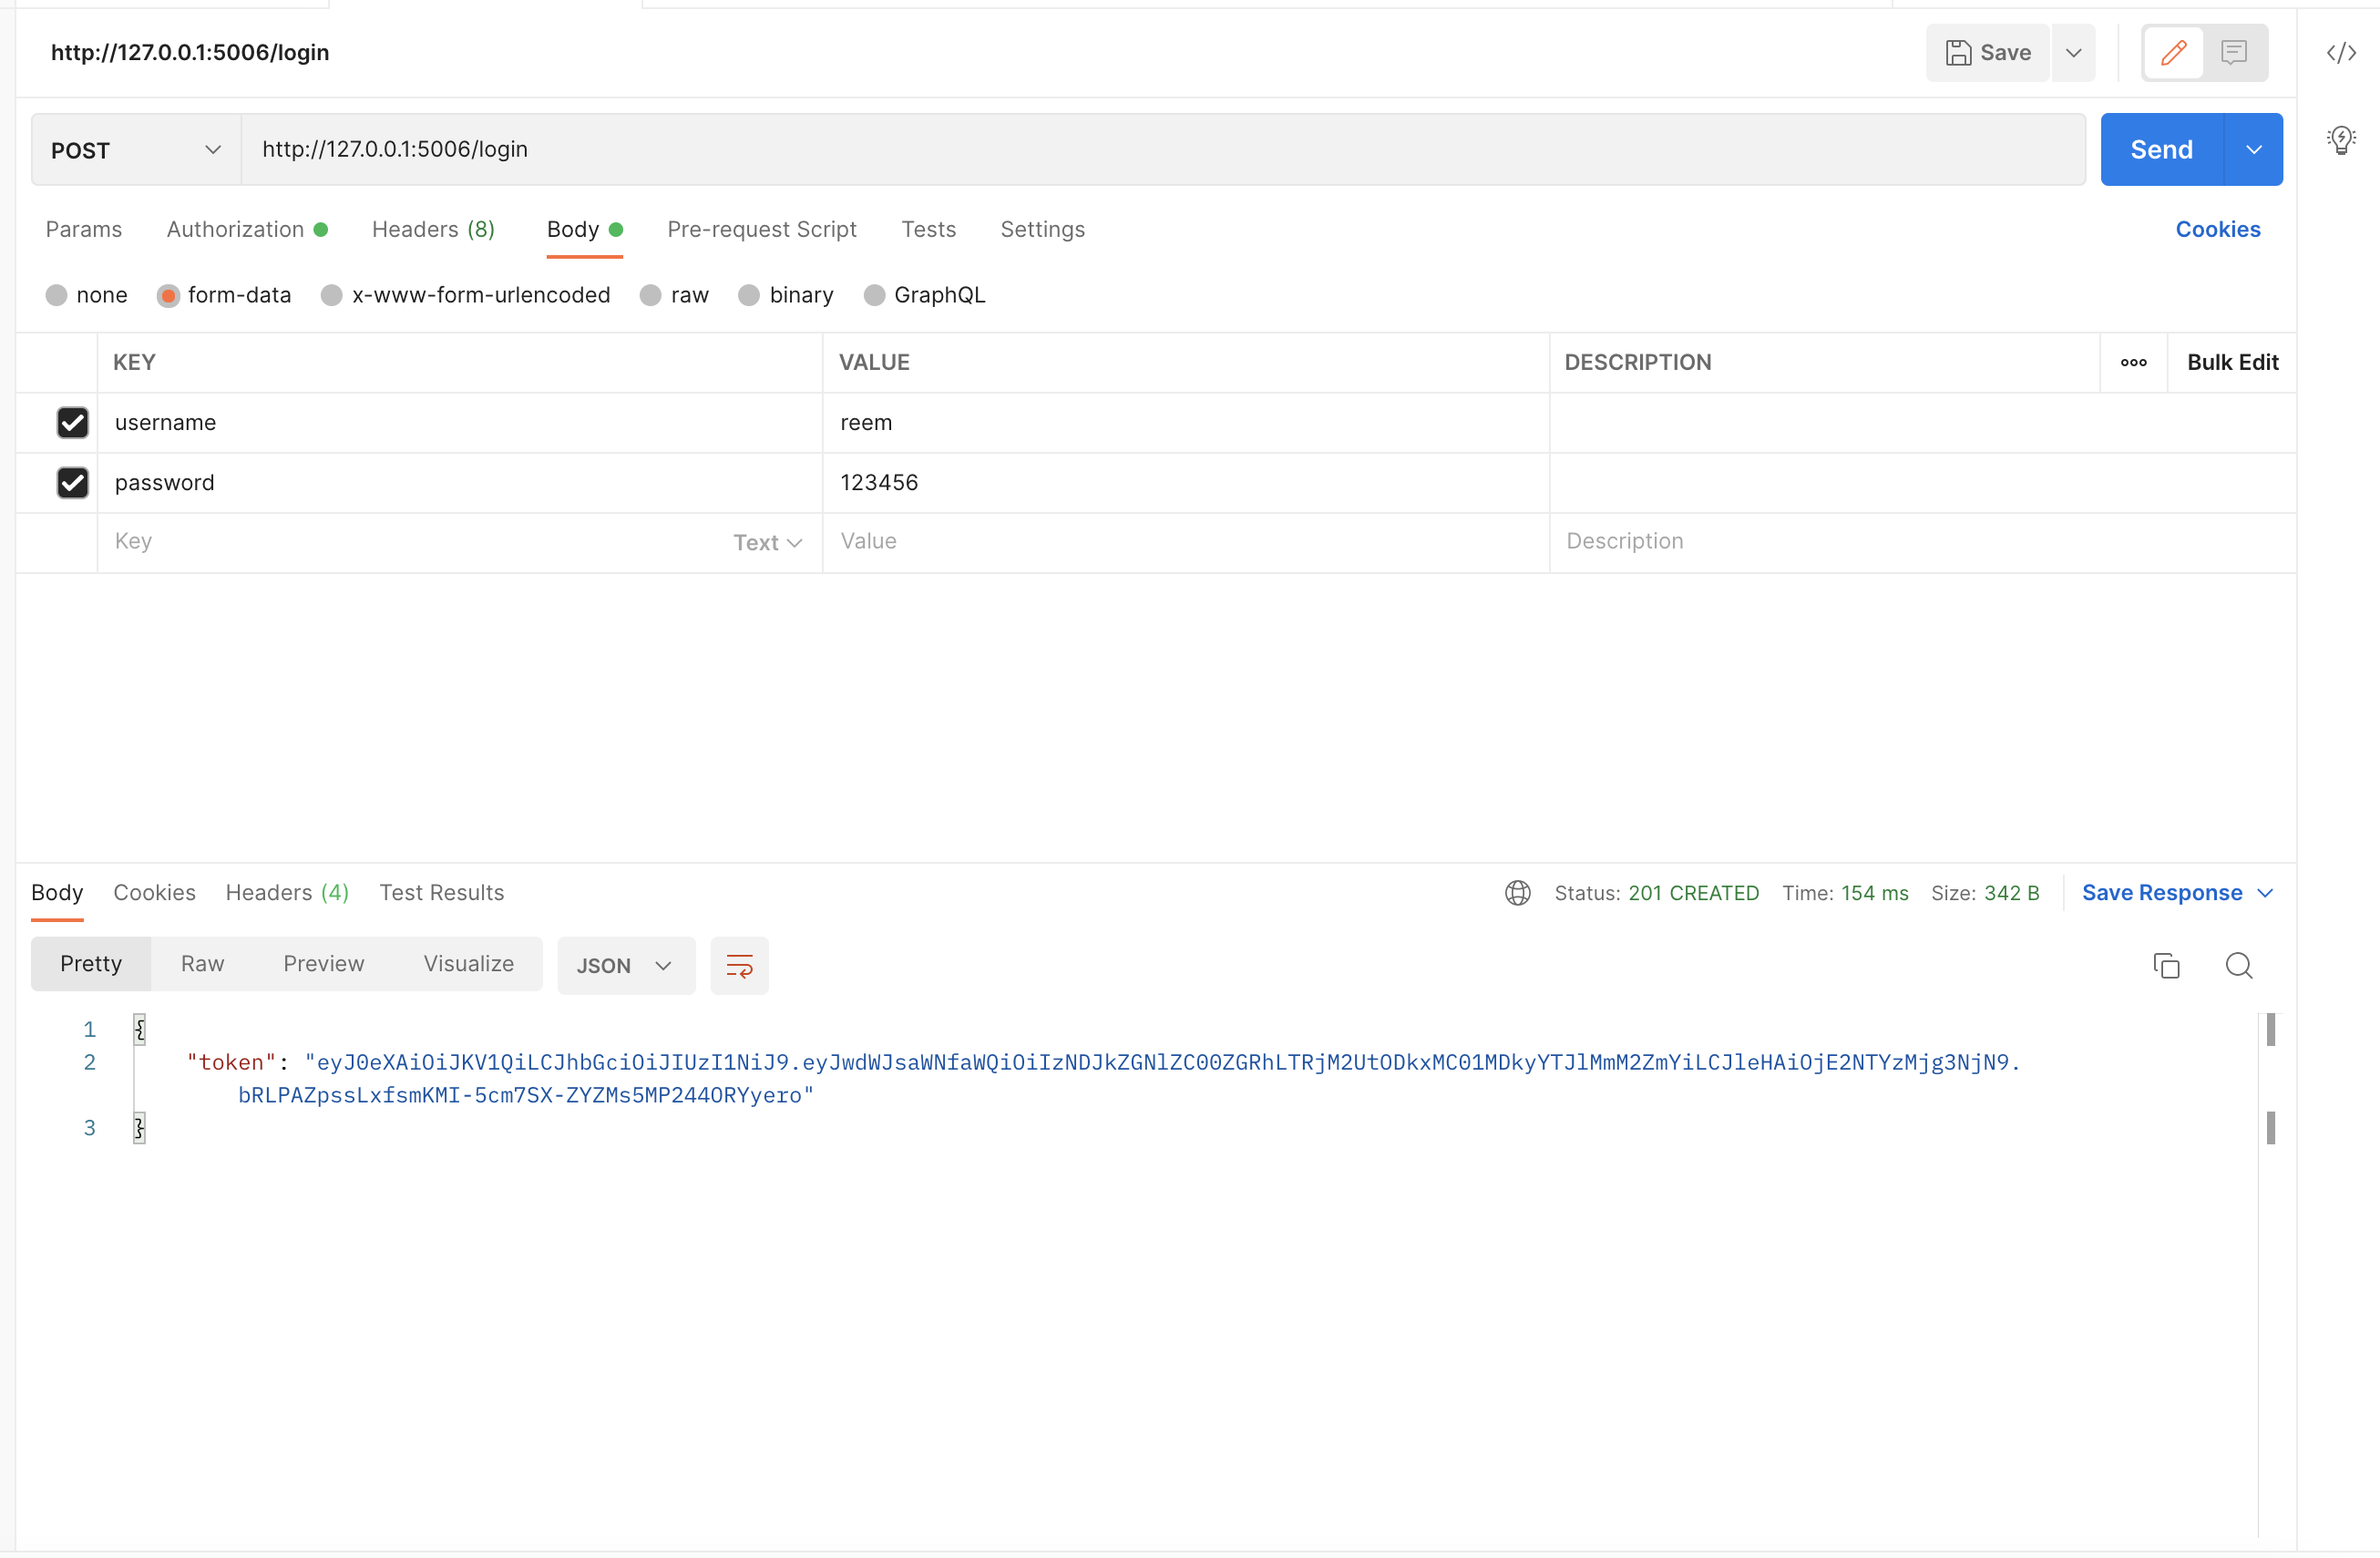 http://127.0.0.1:5006/login
Save
POST
http://127.0.0.1:5006/login
Send
Params Authorization Headers (8) Body Pre-request Script Tests Settings Cookies
none form-data x-www-form-urlencoded raw binary GraphQL
KEY VALUE DESCRIPTION Bulk Edit
username reem
password 123456
Key Text Value Description
Body Cookies Headers (4) Test Results Status: 201 CREATED Time: 154 ms Size: 342 B Save Response
Pretty Raw Preview Visualize JSON
1 {
2 "token": "eyJ0eXAiOiJKV1QiLCJhbGciOiJIUzI1NiJ9.eyJwdWJsaWNfaWQiOiIzNDJkZGNlZC00ZGRhLTRjM2UtODkxMC01MDkyYTJlMmM2ZmYiLCJleHAiOjE2NTYzMjg3NjN9.
bRLPAZpssLxfsmKMI-5cm7SX-ZYZMs5MP244ORYyero"
3 }